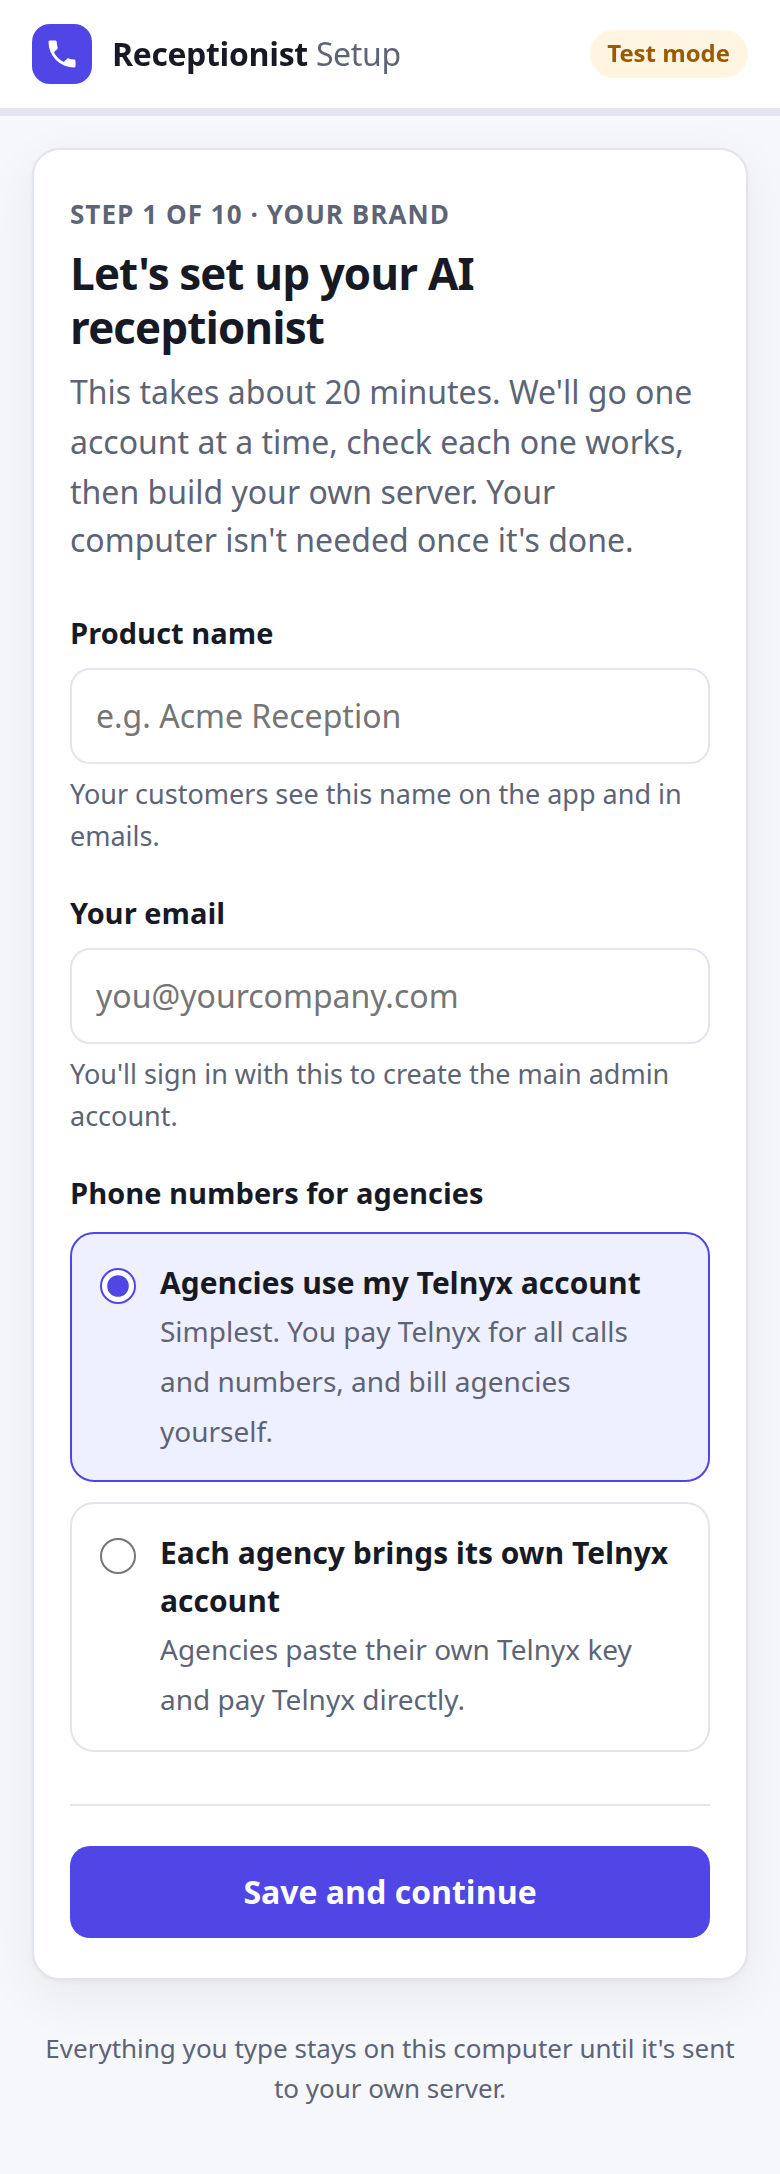 Receptionist Setup
Test mode
STEP 1 OF 10 · YOUR BRAND
Let's set up your AI
receptionist
This takes about 20 minutes. We'll go one
account at a time, check each one works,
then build your own server. Your
computer isn't needed once it's done.
Product name
e.g. Acme Reception
Your customers see this name on the app and in
emails.
Your email
you@yourcompany.com
You'll sign in with this to create the main admin
account.
Phone numbers for agencies
Agencies use my Telnyx account
Simplest. You pay Telnyx for all calls
and numbers, and bill agencies
yourself.
Each agency brings its own Telnyx
account
Agencies paste their own Telnyx key
and pay Telnyx directly.
Save and continue
Everything you type stays on this computer until it's sent
to your own server.